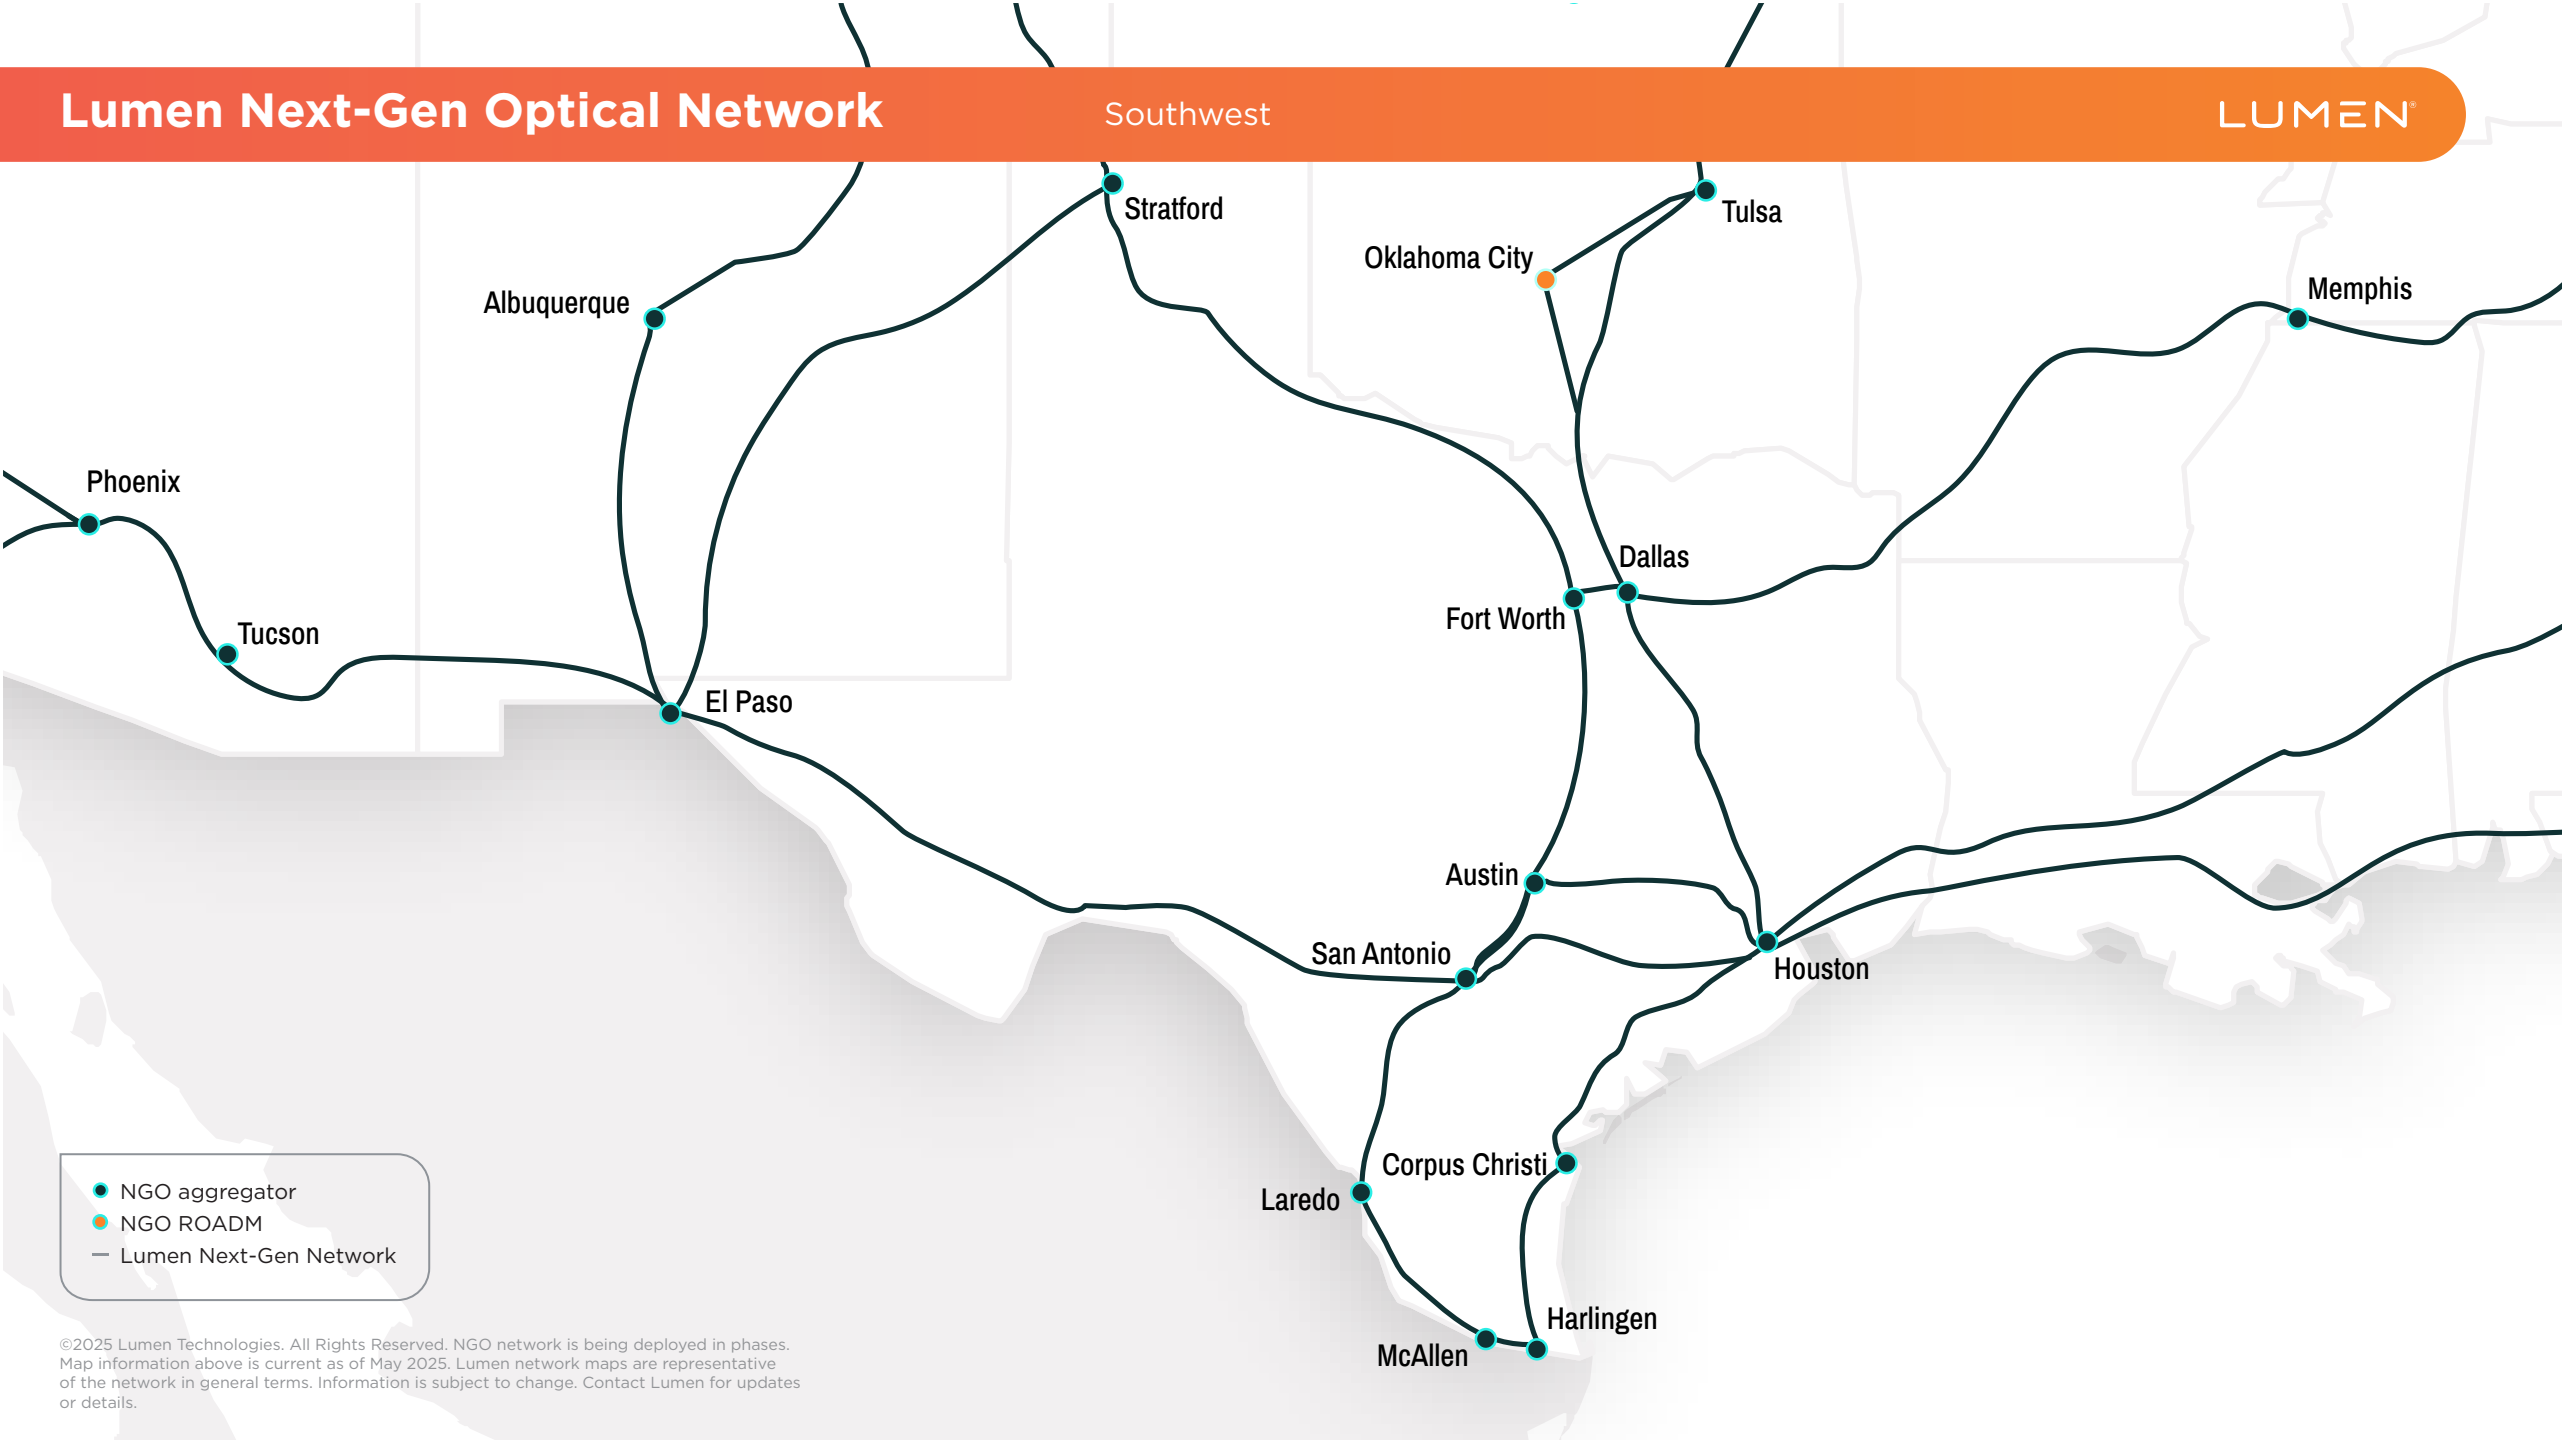 Lumen Next-Gen Optical Network
Southwest
LUMEN®
Stratford
Tulsa
Oklahoma City
Albuquerque
Memphis
Phoenix
Dallas
Fort Worth
Tucson
El Paso
Austin
San Antonio
Houston
Corpus Christi
Laredo
Harlingen
McAllen
NGO aggregator
NGO ROADM
Lumen Next-Gen Network
©2025 Lumen Technologies. All Rights Reserved. NGO network is being deployed in phases.
Map information above is current as of May 2025. Lumen network maps are representative
of the network in general terms. Information is subject to change. Contact Lumen for updates
or details.